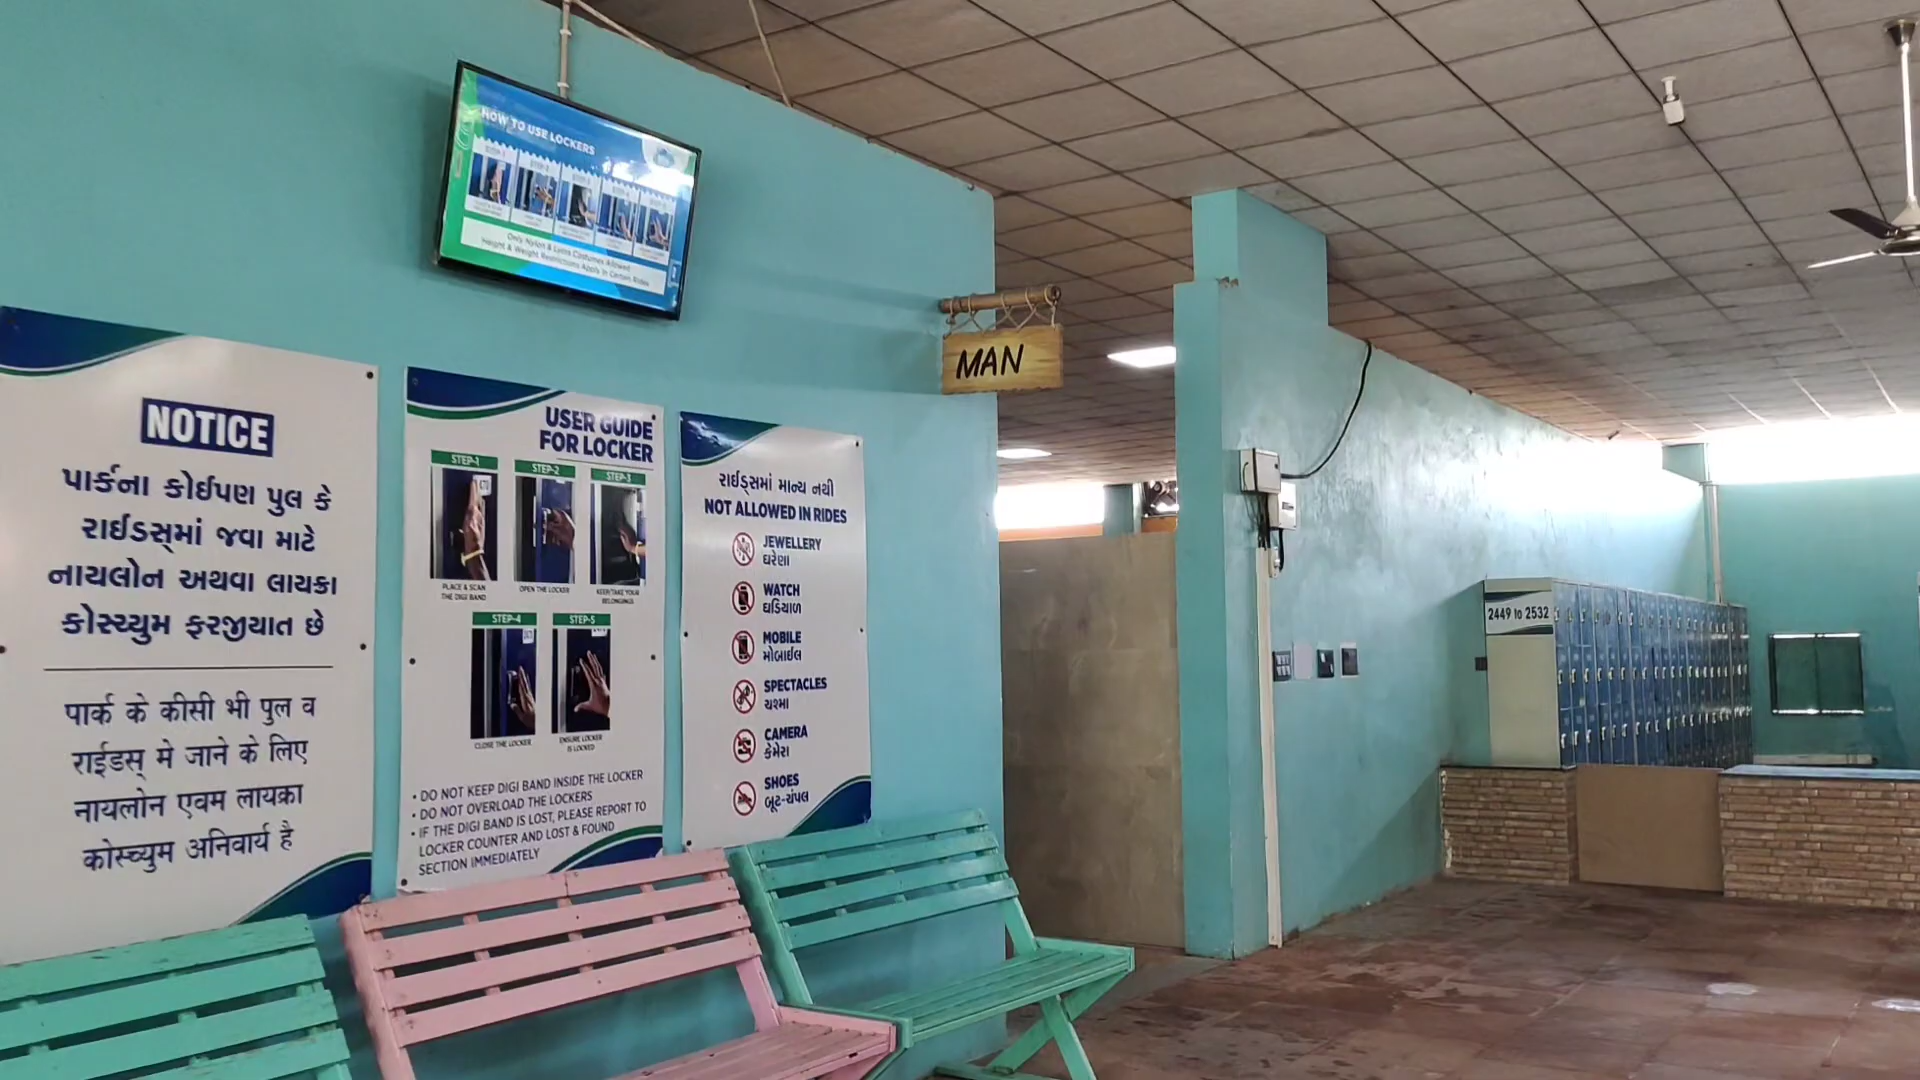 HOW TO USE LOCKERS
Only Nylon & Lycra Costumes Allowed
Height & Weight Restrictions Apply In Certain Rides
MAN
NOTICE
પાર્કના કોઈપણ પુલ કે
રાઈડસ્માં જવા માટે
નાયલોન અથવા લાયકા
કોસ્ચ્યુમ ફરજીયાત છે
पार्क के कीसी भी पुल व
राईडस् मे जाने के लिए
नायलोन एवम लायक्रा
कोस्च्युम अनिवार्य है
USER GUIDE
FOR LOCKER
STEP-1
STEP-2
STEP-3
PLACE & SCAN
THE DIGI BAND
OPEN THE LOCKER
KEEP/TAKE YOUR
BELONGINGS
STEP-4
STEP-5
CLOSE THE LOCKER
ENSURE LOCKER
IS LOCKED
• DO NOT KEEP DIGI BAND INSIDE THE LOCKER
• DO NOT OVERLOAD THE LOCKERS
• IF THE DIGI BAND IS LOST, PLEASE REPORT TO
LOCKER COUNTER AND LOST & FOUND
SECTION IMMEDIATELY
રાઈડ્સમાં માન્ય નથી
NOT ALLOWED IN RIDES
JEWELLERY
ઘરેણા
WATCH
ઘડિયાળ
MOBILE
મોબાઈલ
SPECTACLES
ચશ્મા
CAMERA
કેમેરા
SHOES
બૂટ-ચંપલ
2449 to 2532